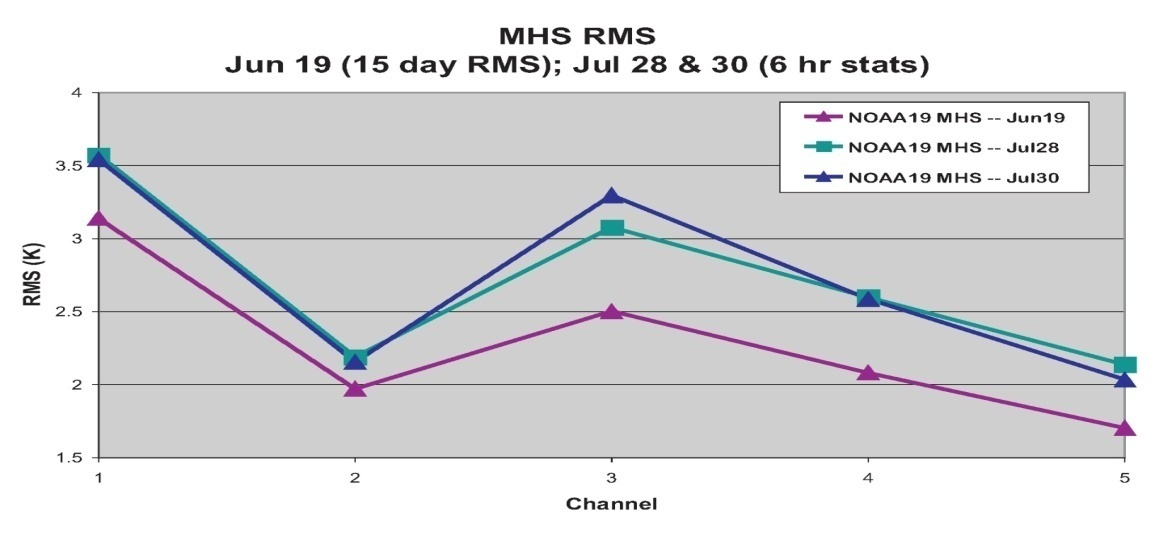 MHS RMS
Jun 19 (15 day RMS); Jul 28 & 30 (6 hr stats)
4
NOAA19 MHS -- Jun19
NOAA19 MHS -- Jul28
NOAA19 MHS -- Jul30
3.5
3
2.5
2
1.5
RMS (K)
1 2 3 4 5
Channel